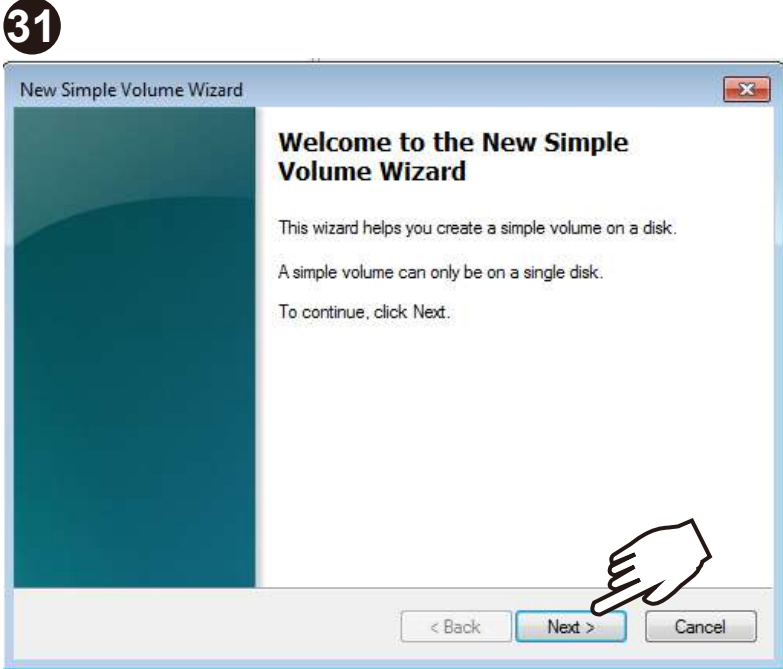 31
New Simple Volume Wizard
Welcome to the New Simple
Volume Wizard
This wizard helps you create a simple volume on a disk.
A simple volume can only be on a single disk.
To continue, click Next.
< Back Next > Cancel